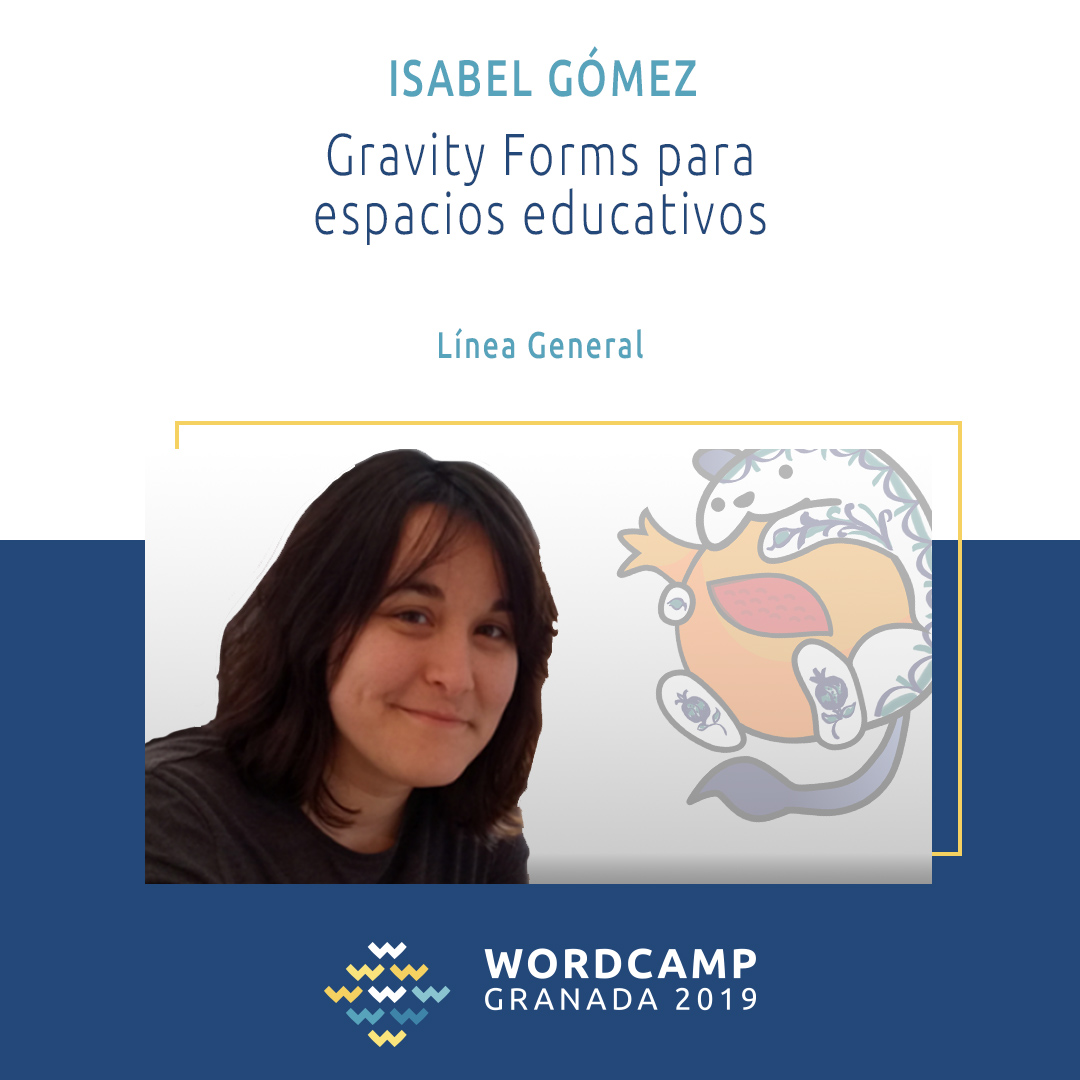 ISABEL GÓMEZ
Gravity Forms para
espacios educativos
Línea General
WORDCAMP
GRANADA 2019